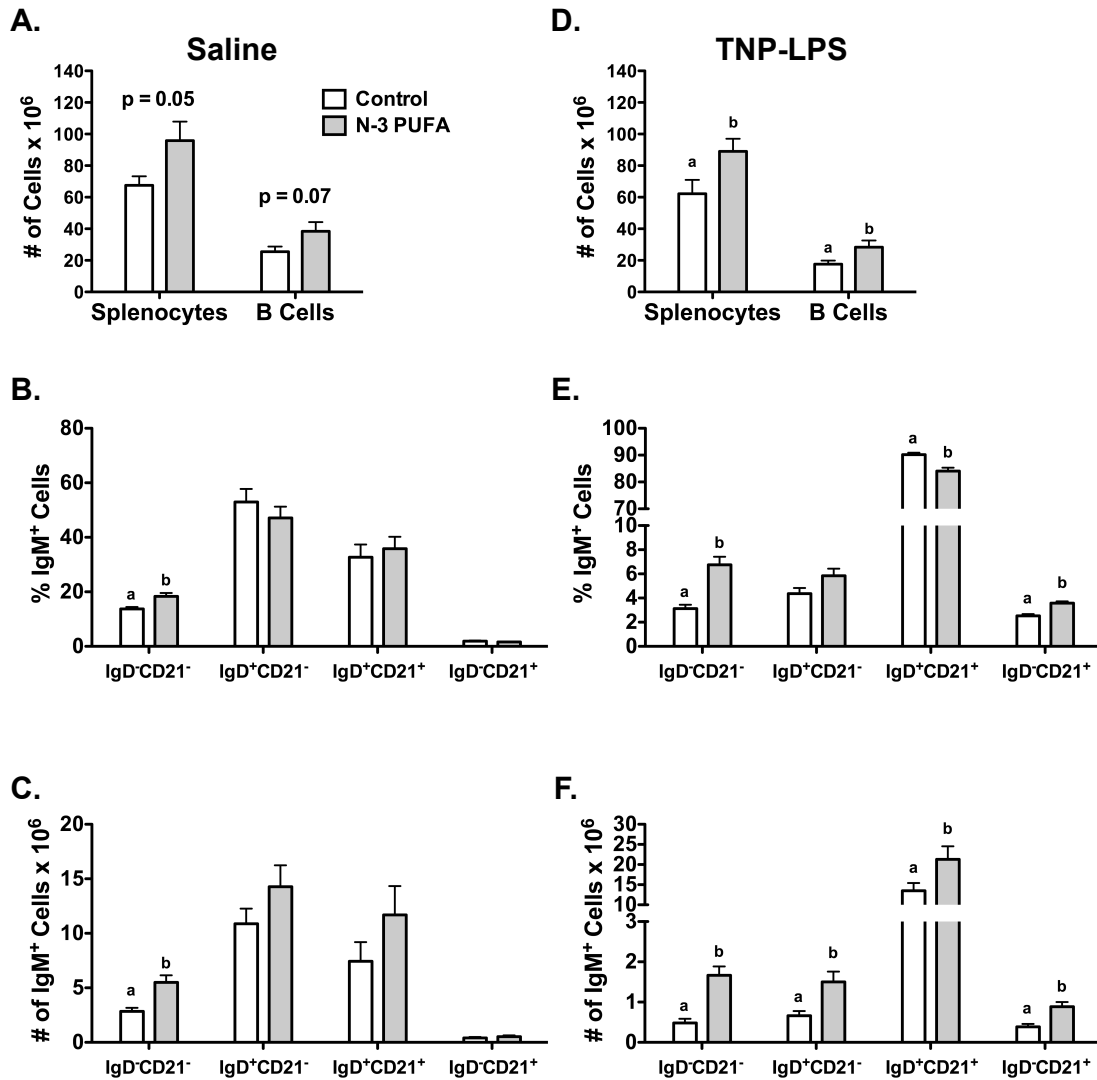 A.
Saline
# of Cells x 10⁶
140
120
100
80
60
40
20
0
p = 0.05
p = 0.07
Control
N-3 PUFA
Splenocytes
B Cells
D.
TNP-LPS
# of Cells x 10⁶
140
120
100
80
60
40
20
0
a
b
a
b
Splenocytes
B Cells
B.
% IgM⁺ Cells
80
60
40
20
0
a
b
IgD⁻CD21⁻
IgD⁺CD21⁻
IgD⁺CD21⁺
IgD⁻CD21⁺
E.
% IgM⁺ Cells
100
90
80
70
10
8
6
4
2
0
a
b
a
b
a
b
IgD⁻CD21⁻
IgD⁺CD21⁻
IgD⁺CD21⁺
IgD⁻CD21⁺
C.
# of IgM⁺ Cells x 10⁶
20
15
10
5
0
a
b
IgD⁻CD21⁻
IgD⁺CD21⁻
IgD⁺CD21⁺
IgD⁻CD21⁺
F.
# of IgM⁺ Cells x 10⁶
30
25
20
15
10
3
2
1
0
a
b
a
b
a
b
a
b
IgD⁻CD21⁻
IgD⁺CD21⁻
IgD⁺CD21⁺
IgD⁻CD21⁺